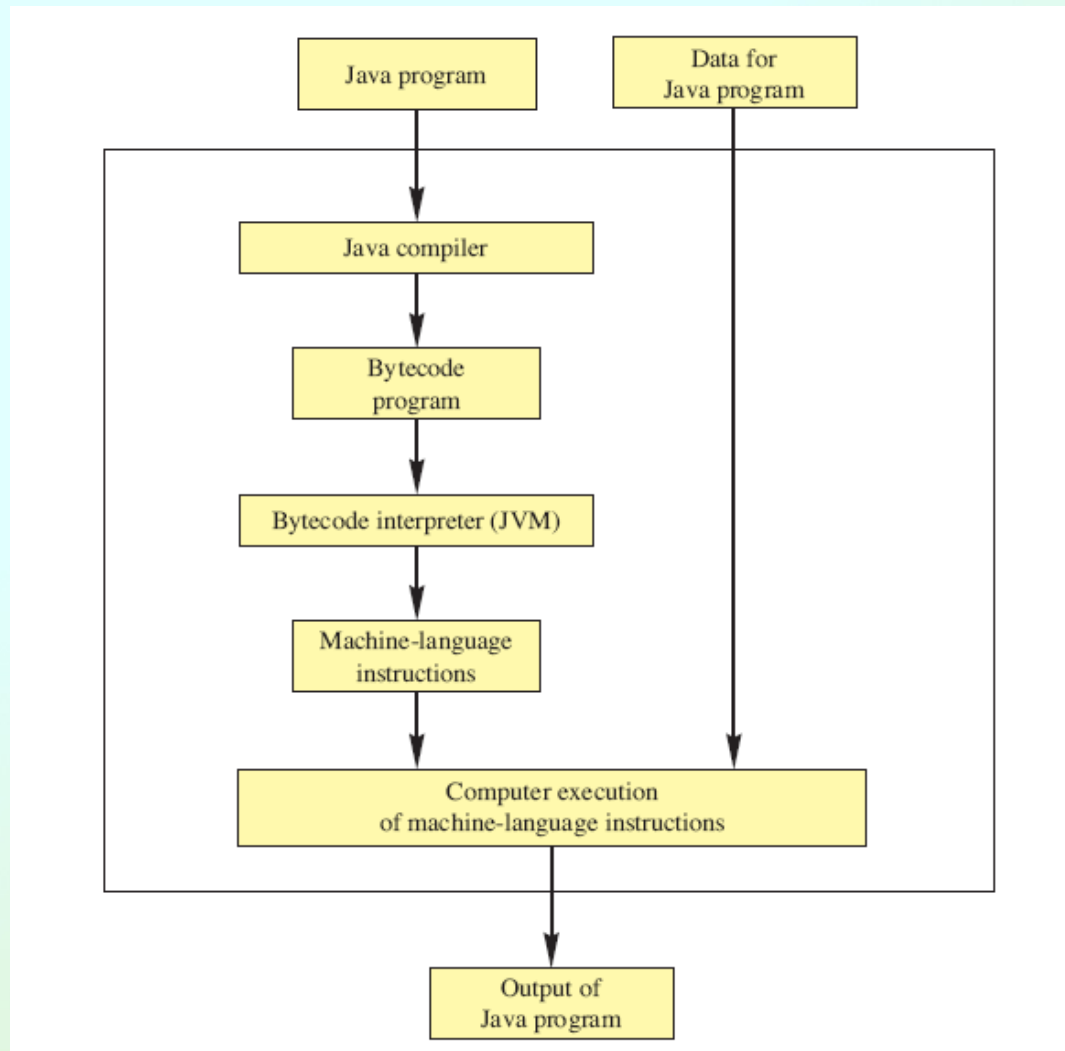 Java program
Data for
Java program
Java compiler
Bytecode
program
Bytecode interpreter (JVM)
Machine-language
instructions
Computer execution
of machine-language instructions
Output of
Java program